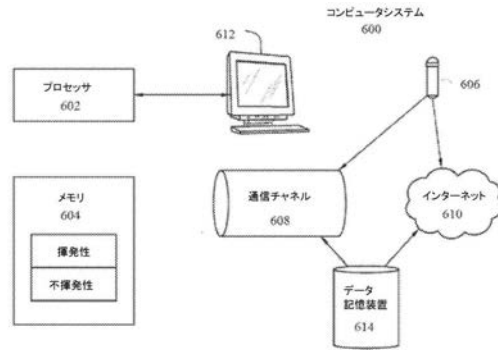 コンピュータシステム
600
612
プロセッサ
602
606
メモリ
604
揮発性
不揮発性
通信チャネル
608
インターネット
610
データ
記憶装置
614